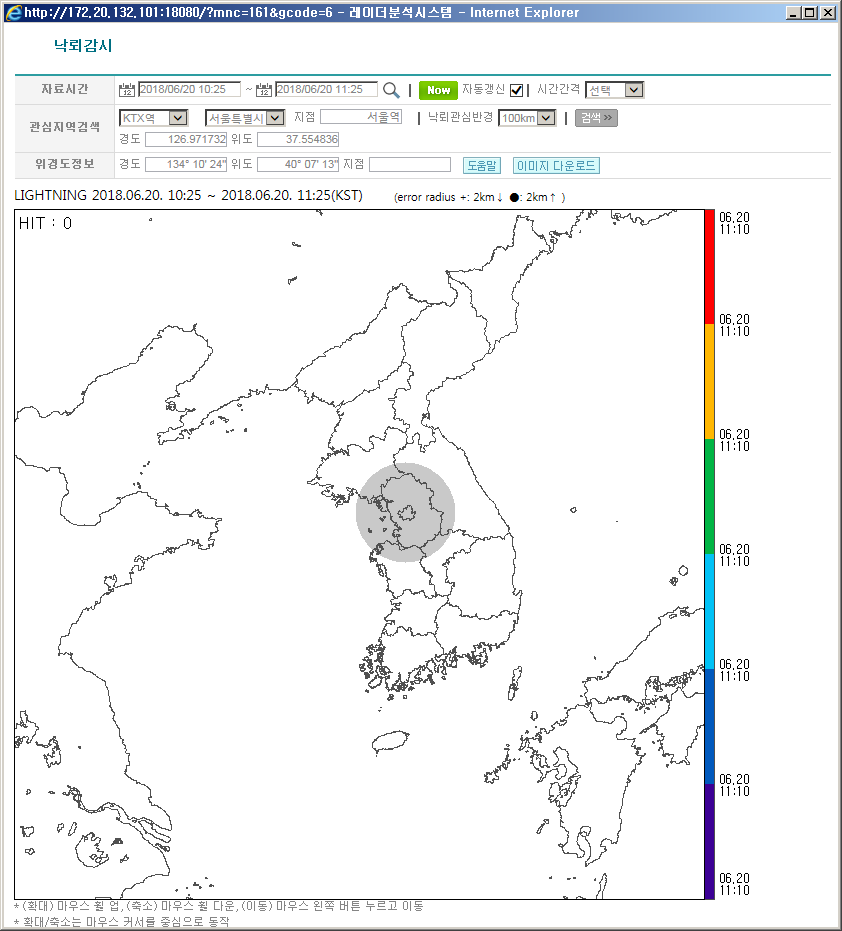 http://172.20.132.101:18080/?mnc=161&gcode=6 - 레이더분석시스템 - Internet Explorer
낙뢰감시
자료시간 2018/06/20 10:25 ~ 2018/06/20 11:25 | Now 자동갱신 | 시간간격 선택
관심지역검색 KTX역 서울특별시 지점 서울역 | 낙뢰관심반경 100km | 검색 >>
경도 126.971732 위도 37.554836
위경도정보 경도 134° 10' 24" 위도 40° 07' 13" 지점 도움말 이미지 다운로드
LIGHTNING 2018.06.20. 10:25 ~ 2018.06.20. 11:25(KST) (error radius +: 2km↓ ●: 2km↑ )
HIT : 0
06.20
11:10
06.20
11:10
06.20
11:10
06.20
11:10
06.20
11:10
06.20
11:10
06.20
11:10
* (확대) 마우스 휠 업, (축소) 마우스 휠 다운, (이동) 마우스 왼쪽 버튼 누르고 이동
* 확대/축소는 마우스 커서를 중심으로 동작